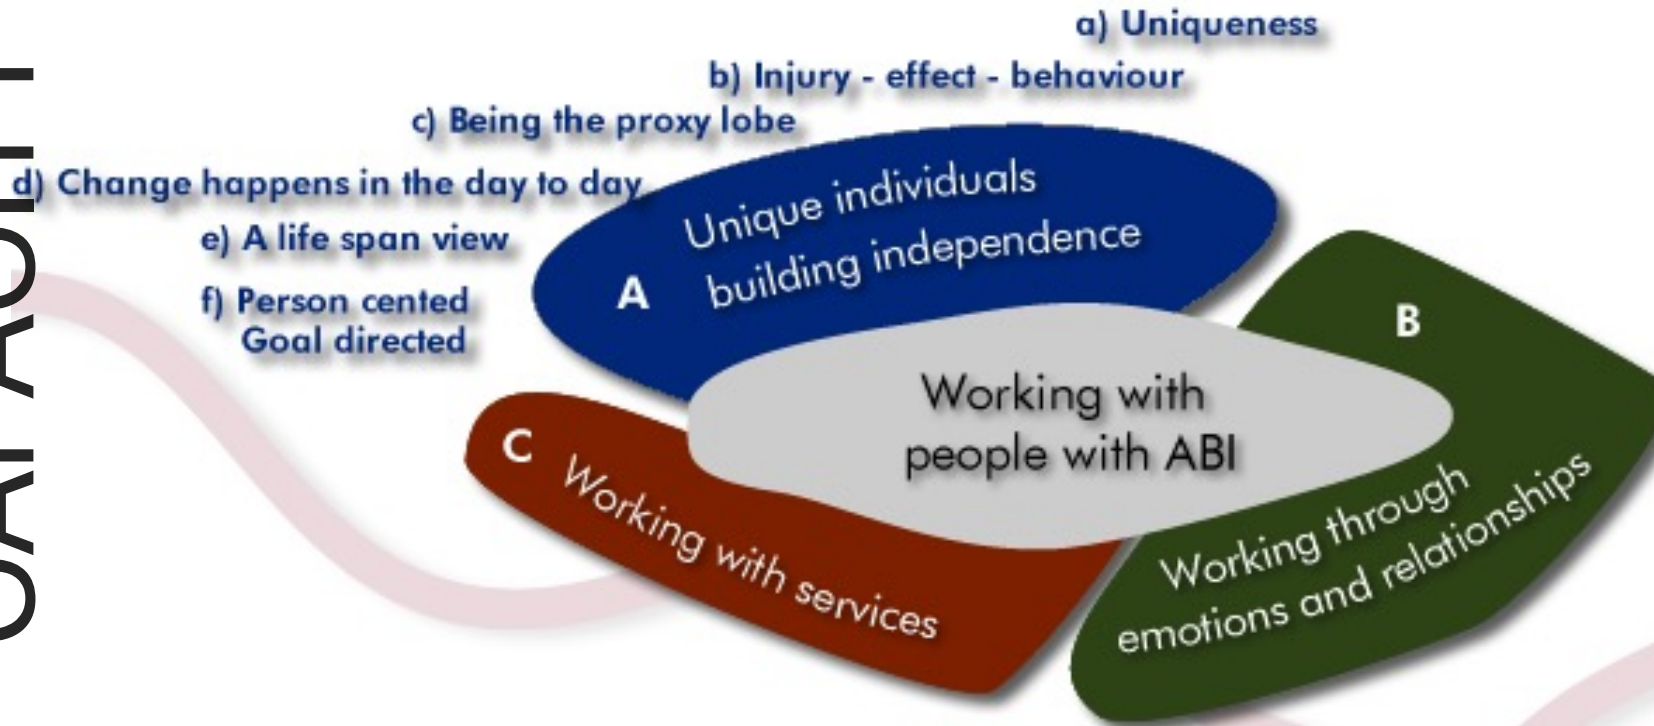 a) Uniqueness
b) Injury - effect - behaviour
c) Being the proxy lobe
d) Change happens in the day to day
e) A life span view
f) Person cented
Goal directed
A
Unique individuals
building independence
B
Working through
emotions and relationships
C
Working with services
Working with
people with ABI